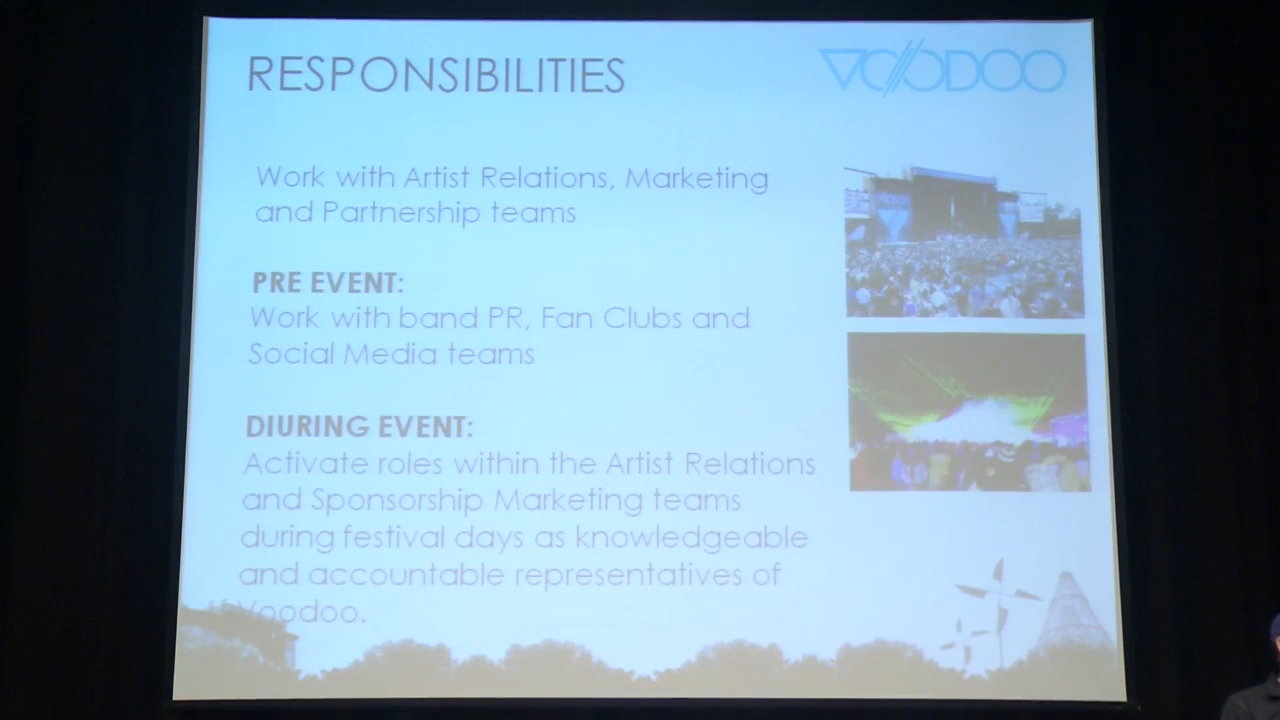 RESPONSIBILITIES
VOODOO
Work with Artist Relations, Marketing
and Partnership teams
PRE EVENT:
Work with band PR, Fan Clubs and
Social Media teams
DIURING EVENT:
Activate roles within the Artist Relations
and Sponsorship Marketing teams
during festival days as knowledgeable
and accountable representatives of
Voodoo.